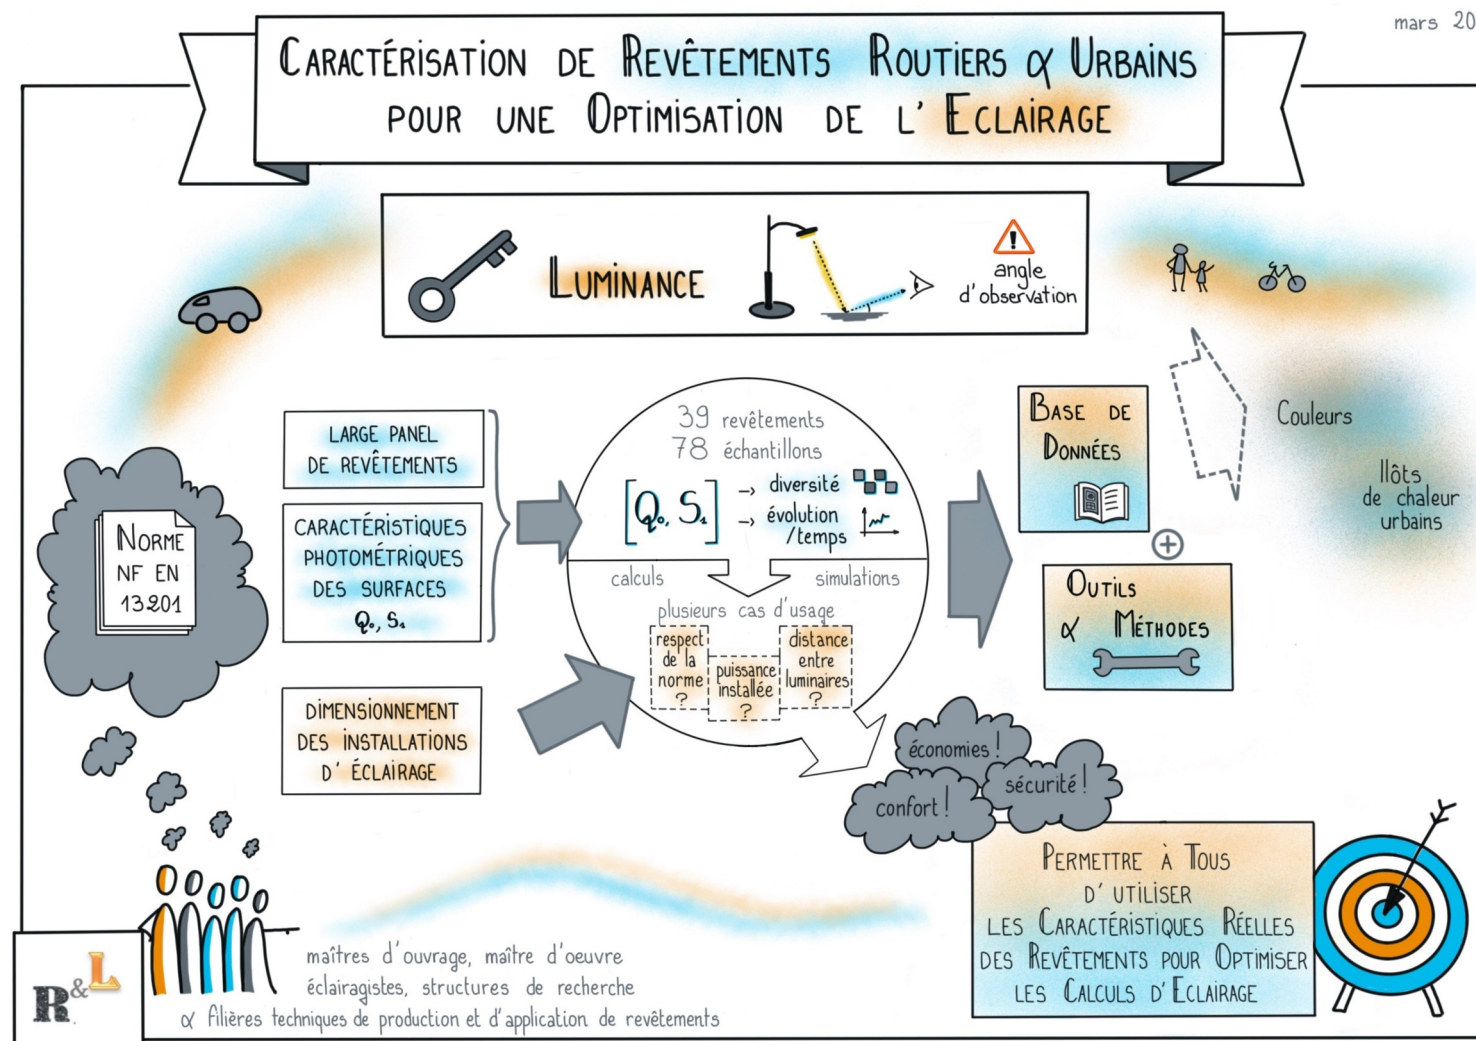 mars 20
CARACTÉRISATION DE REVÊTEMENTS ROUTIERS & URBAINS
POUR UNE OPTIMISATION DE L' ECLAIRAGE
LUMINANCE
!
angle
d'observation
LARGE PANEL
DE REVÊTEMENTS
CARACTÉRISTIQUES
PHOTOMÉTRIQUES
DES SURFACES
Q₀, S₁
NORME
NF EN
13201
DIMENSIONNEMENT
DES INSTALLATIONS
D' ÉCLAIRAGE
39 revêtements
78 échantillons
[Q₀, S₁]
→ diversité
→ évolution
/temps
calculs
simulations
plusieurs cas d'usage
respect
de la
norme
?
puissance
installée
?
distance
entre
luminaires
?
BASE DE
DONNÉES
+
OUTILS
& MÉTHODES
Couleurs
Ilôts
de chaleur
urbains
économies !
sécurité !
confort !
PERMETTRE À TOUS
D' UTILISER
LES CARACTÉRISTIQUES RÉELLES
DES REVÊTEMENTS POUR OPTIMISER
LES CALCULS D'ECLAIRAGE
R&L
maîtres d'ouvrage, maître d'oeuvre
éclairagistes, structures de recherche
& filières techniques de production et d'application de revêtements